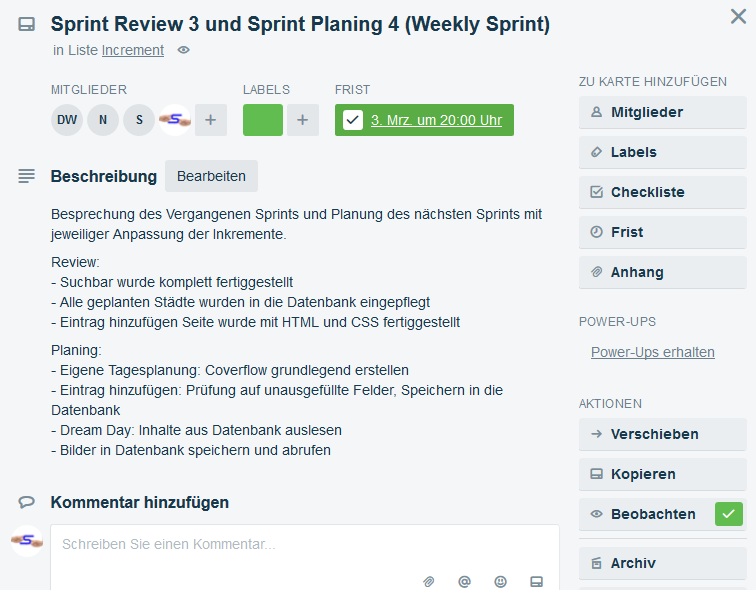 Sprint Review 3 und Sprint Planing 4 (Weekly Sprint)
in Liste Increment
MITGLIEDER
DW N S S +
LABELS
+
FRIST
3. Mrz. um 20:00 Uhr
Beschreibung Bearbeiten
Besprechung des Vergangenen Sprints und Planung des nächsten Sprints mit
jeweiliger Anpassung der Inkremente.
Review:
- Suchbar wurde komplett fertiggestellt
- Alle geplanten Städte wurden in die Datenbank eingepflegt
- Eintrag hinzufügen Seite wurde mit HTML und CSS fertiggestellt
Planing:
- Eigene Tagesplanung: Coverflow grundlegend erstellen
- Eintrag hinzufügen: Prüfung auf unausgefüllte Felder, Speichern in die
Datenbank
- Dream Day: Inhalte aus Datenbank auslesen
- Bilder in Datenbank speichern und abrufen
Kommentar hinzufügen
S
Schreiben Sie einen Kommentar...
@
ZU KARTE HINZUFÜGEN
Mitglieder
Labels
Checkliste
Frist
Anhang
POWER-UPS
Power-Ups erhalten
AKTIONEN
Verschieben
Kopieren
Beobachten
Archiv